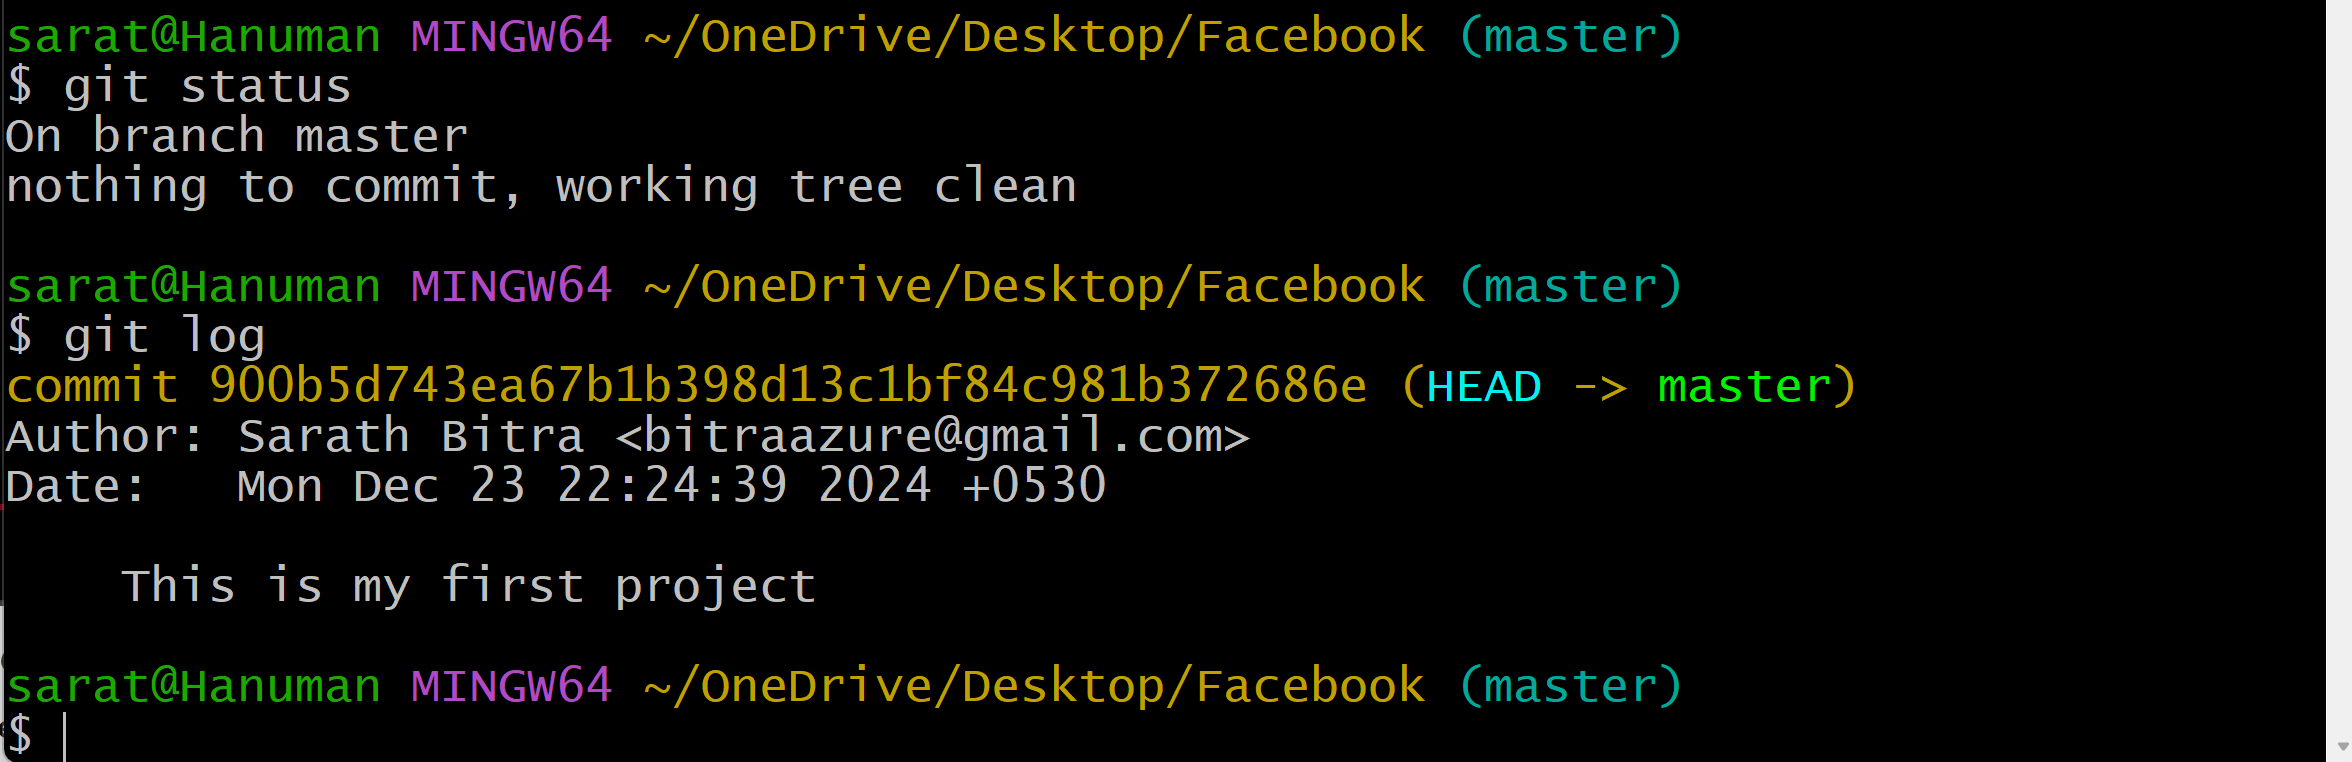 sarat@Hanuman MINGW64 ~/OneDrive/Desktop/Facebook (master)
$ git status
On branch master
nothing to commit, working tree clean
sarat@Hanuman MINGW64 ~/OneDrive/Desktop/Facebook (master)
$ git log
commit 900b5d743ea67b1b398d13c1bf84c981b372686e (HEAD -> master)
Author: Sarath Bitra <bitraazure@gmail.com>
Date:   Mon Dec 23 22:24:39 2024 +0530
    This is my first project
sarat@Hanuman MINGW64 ~/OneDrive/Desktop/Facebook (master)
$